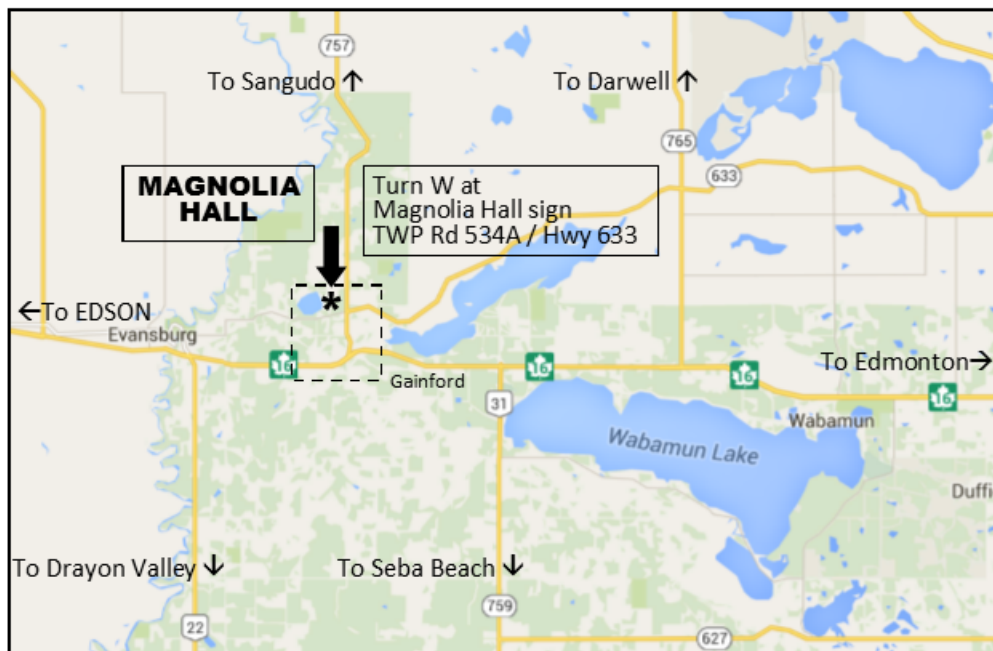 757
To Sangudo ↑
To Darwell ↑
765
633
MAGNOLIA
HALL
Turn W at
Magnolia Hall sign
TWP Rd 534A / Hwy 633
*
←To EDSON
Evansburg
16
Gainford
16
16
To Edmonton→
16
31
Wabamun
Wabamun Lake
Duffi
To Drayon Valley ↓
To Seba Beach ↓
22
759
627